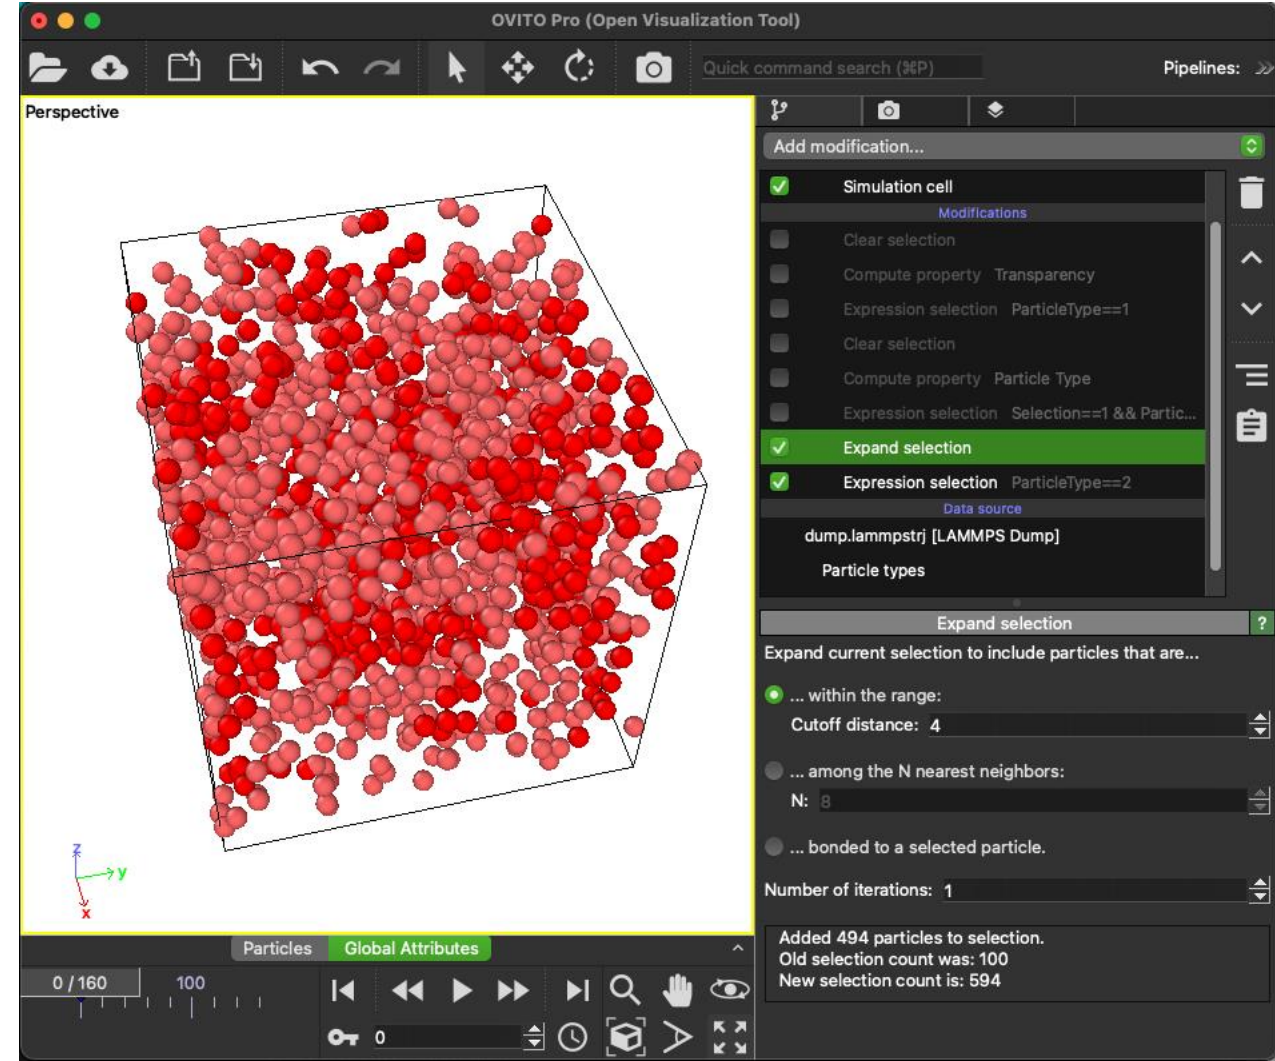 OVITO Pro (Open Visualization Tool)
Quick command search (⌘P)
Pipelines:
Perspective
z
y
x
Add modification...
Simulation cell
Modifications
Clear selection
Compute property Transparency
Expression selection ParticleType==1
Clear selection
Compute property Particle Type
Expression selection Selection==1 && Partic...
Expand selection
Expression selection ParticleType==2
Data source
dump.lammpstrj [LAMMPS Dump]
Particle types
Expand selection
?
Expand current selection to include particles that are...
... within the range:
Cutoff distance: 4
... among the N nearest neighbors:
N: 8
... bonded to a selected particle.
Number of iterations: 1
Added 494 particles to selection.
Old selection count was: 100
New selection count is: 594
Particles Global Attributes
0 / 160 100
0